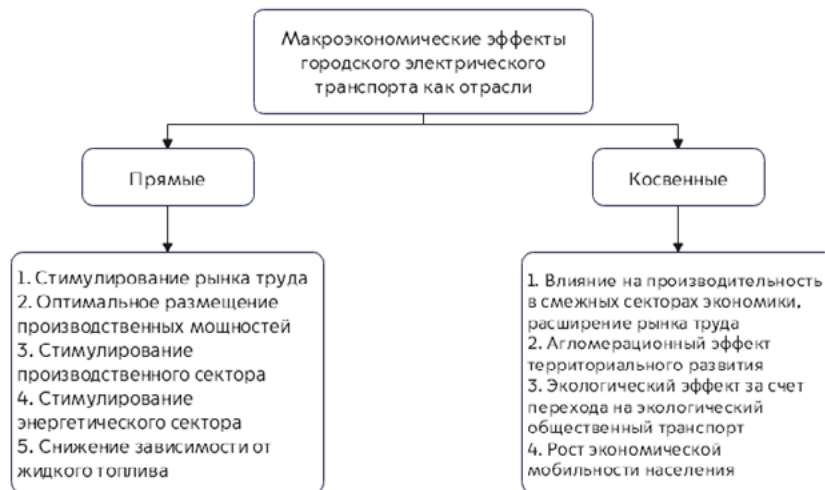 Макроэкономические эффекты
городского электрического
транспорта как отрасли
Прямые
Косвенные
1. Стимулирование рынка труда
2. Оптимальное размещение
производственных мощностей
3. Стимулирование
производственного сектора
4. Стимулирование
энергетического сектора
5. Снижение зависимости от
жидкого топлива
1. Влияние на производительность
в смежных секторах экономики,
расширение рынка труда
2. Агломерационный эффект
территориального развития
3. Экологический эффект за счет
перехода на экологический
общественный транспорт
4. Рост экономической
мобильности населения